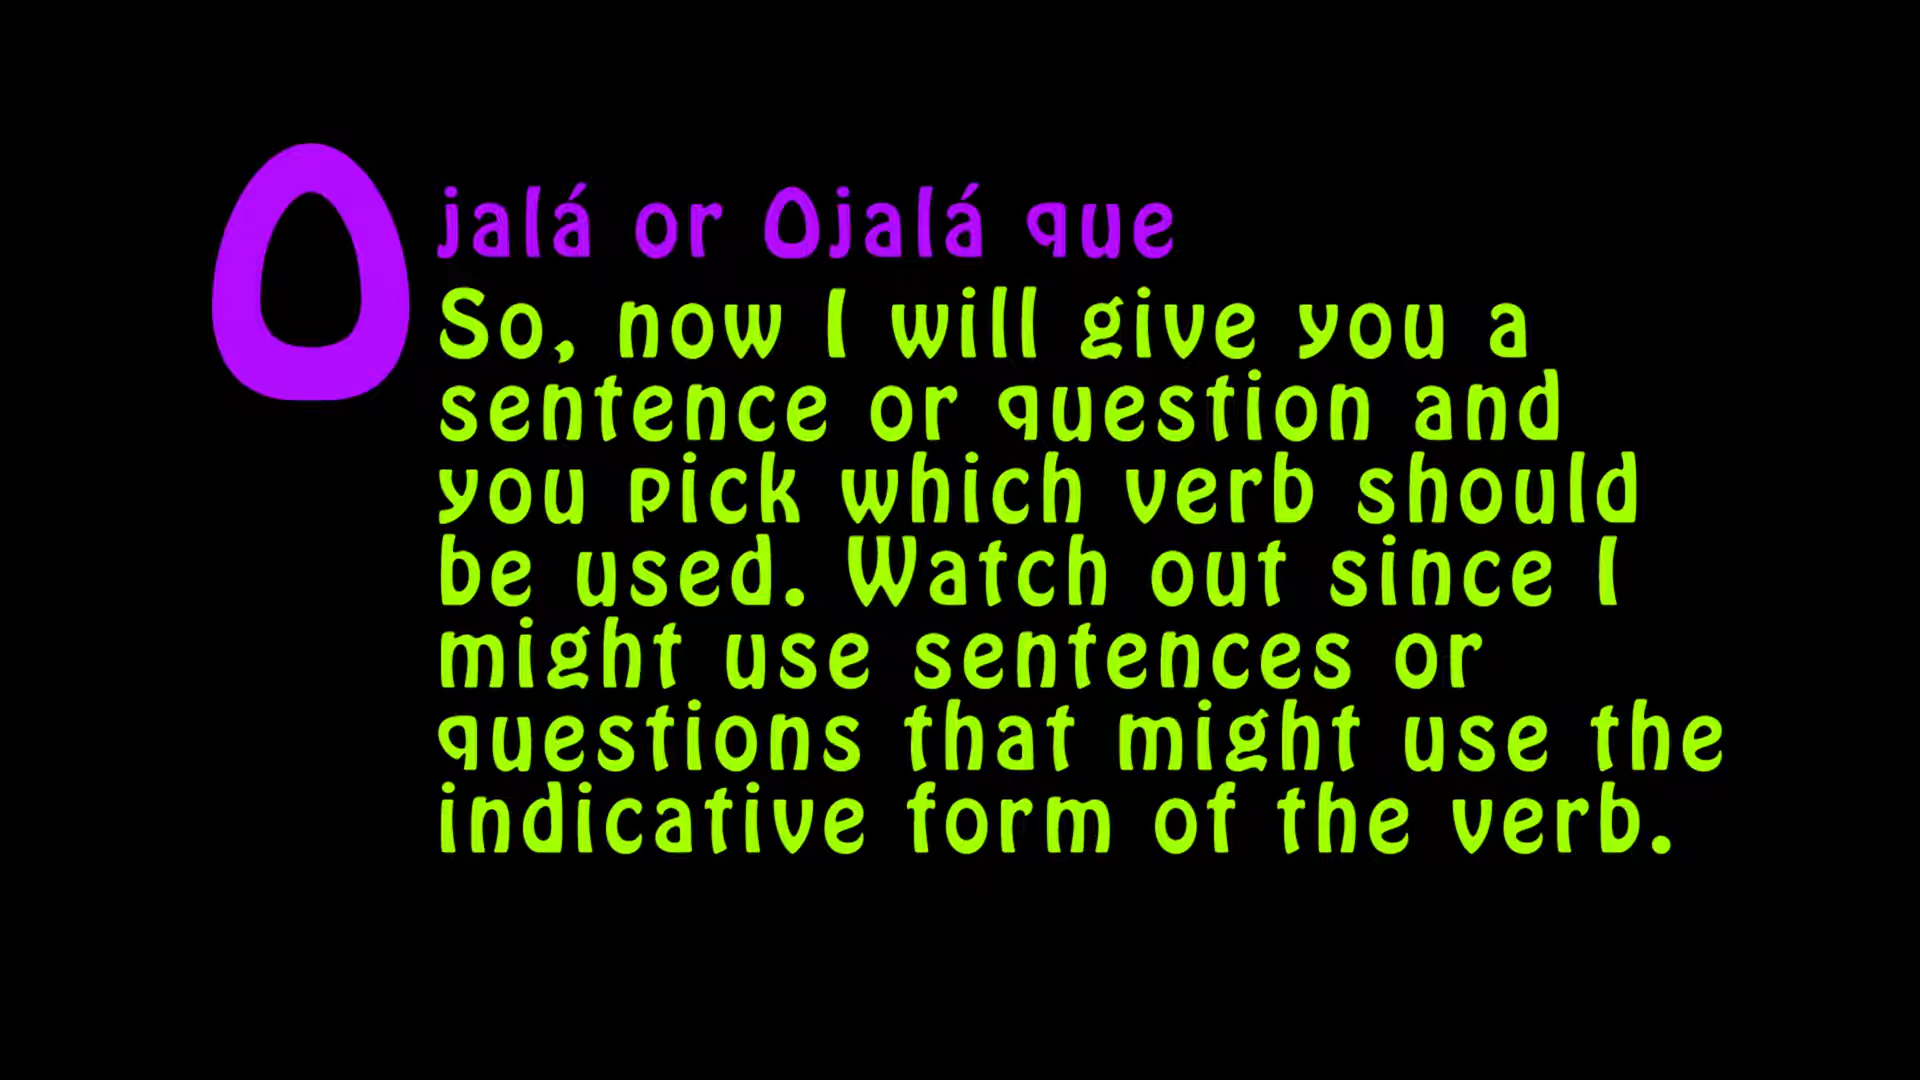 Ojalá or Ojalá que
So, now I will give you a
sentence or question and
you pick which verb should
be used. Watch out since I
might use sentences or
questions that might use the
indicative form of the verb.